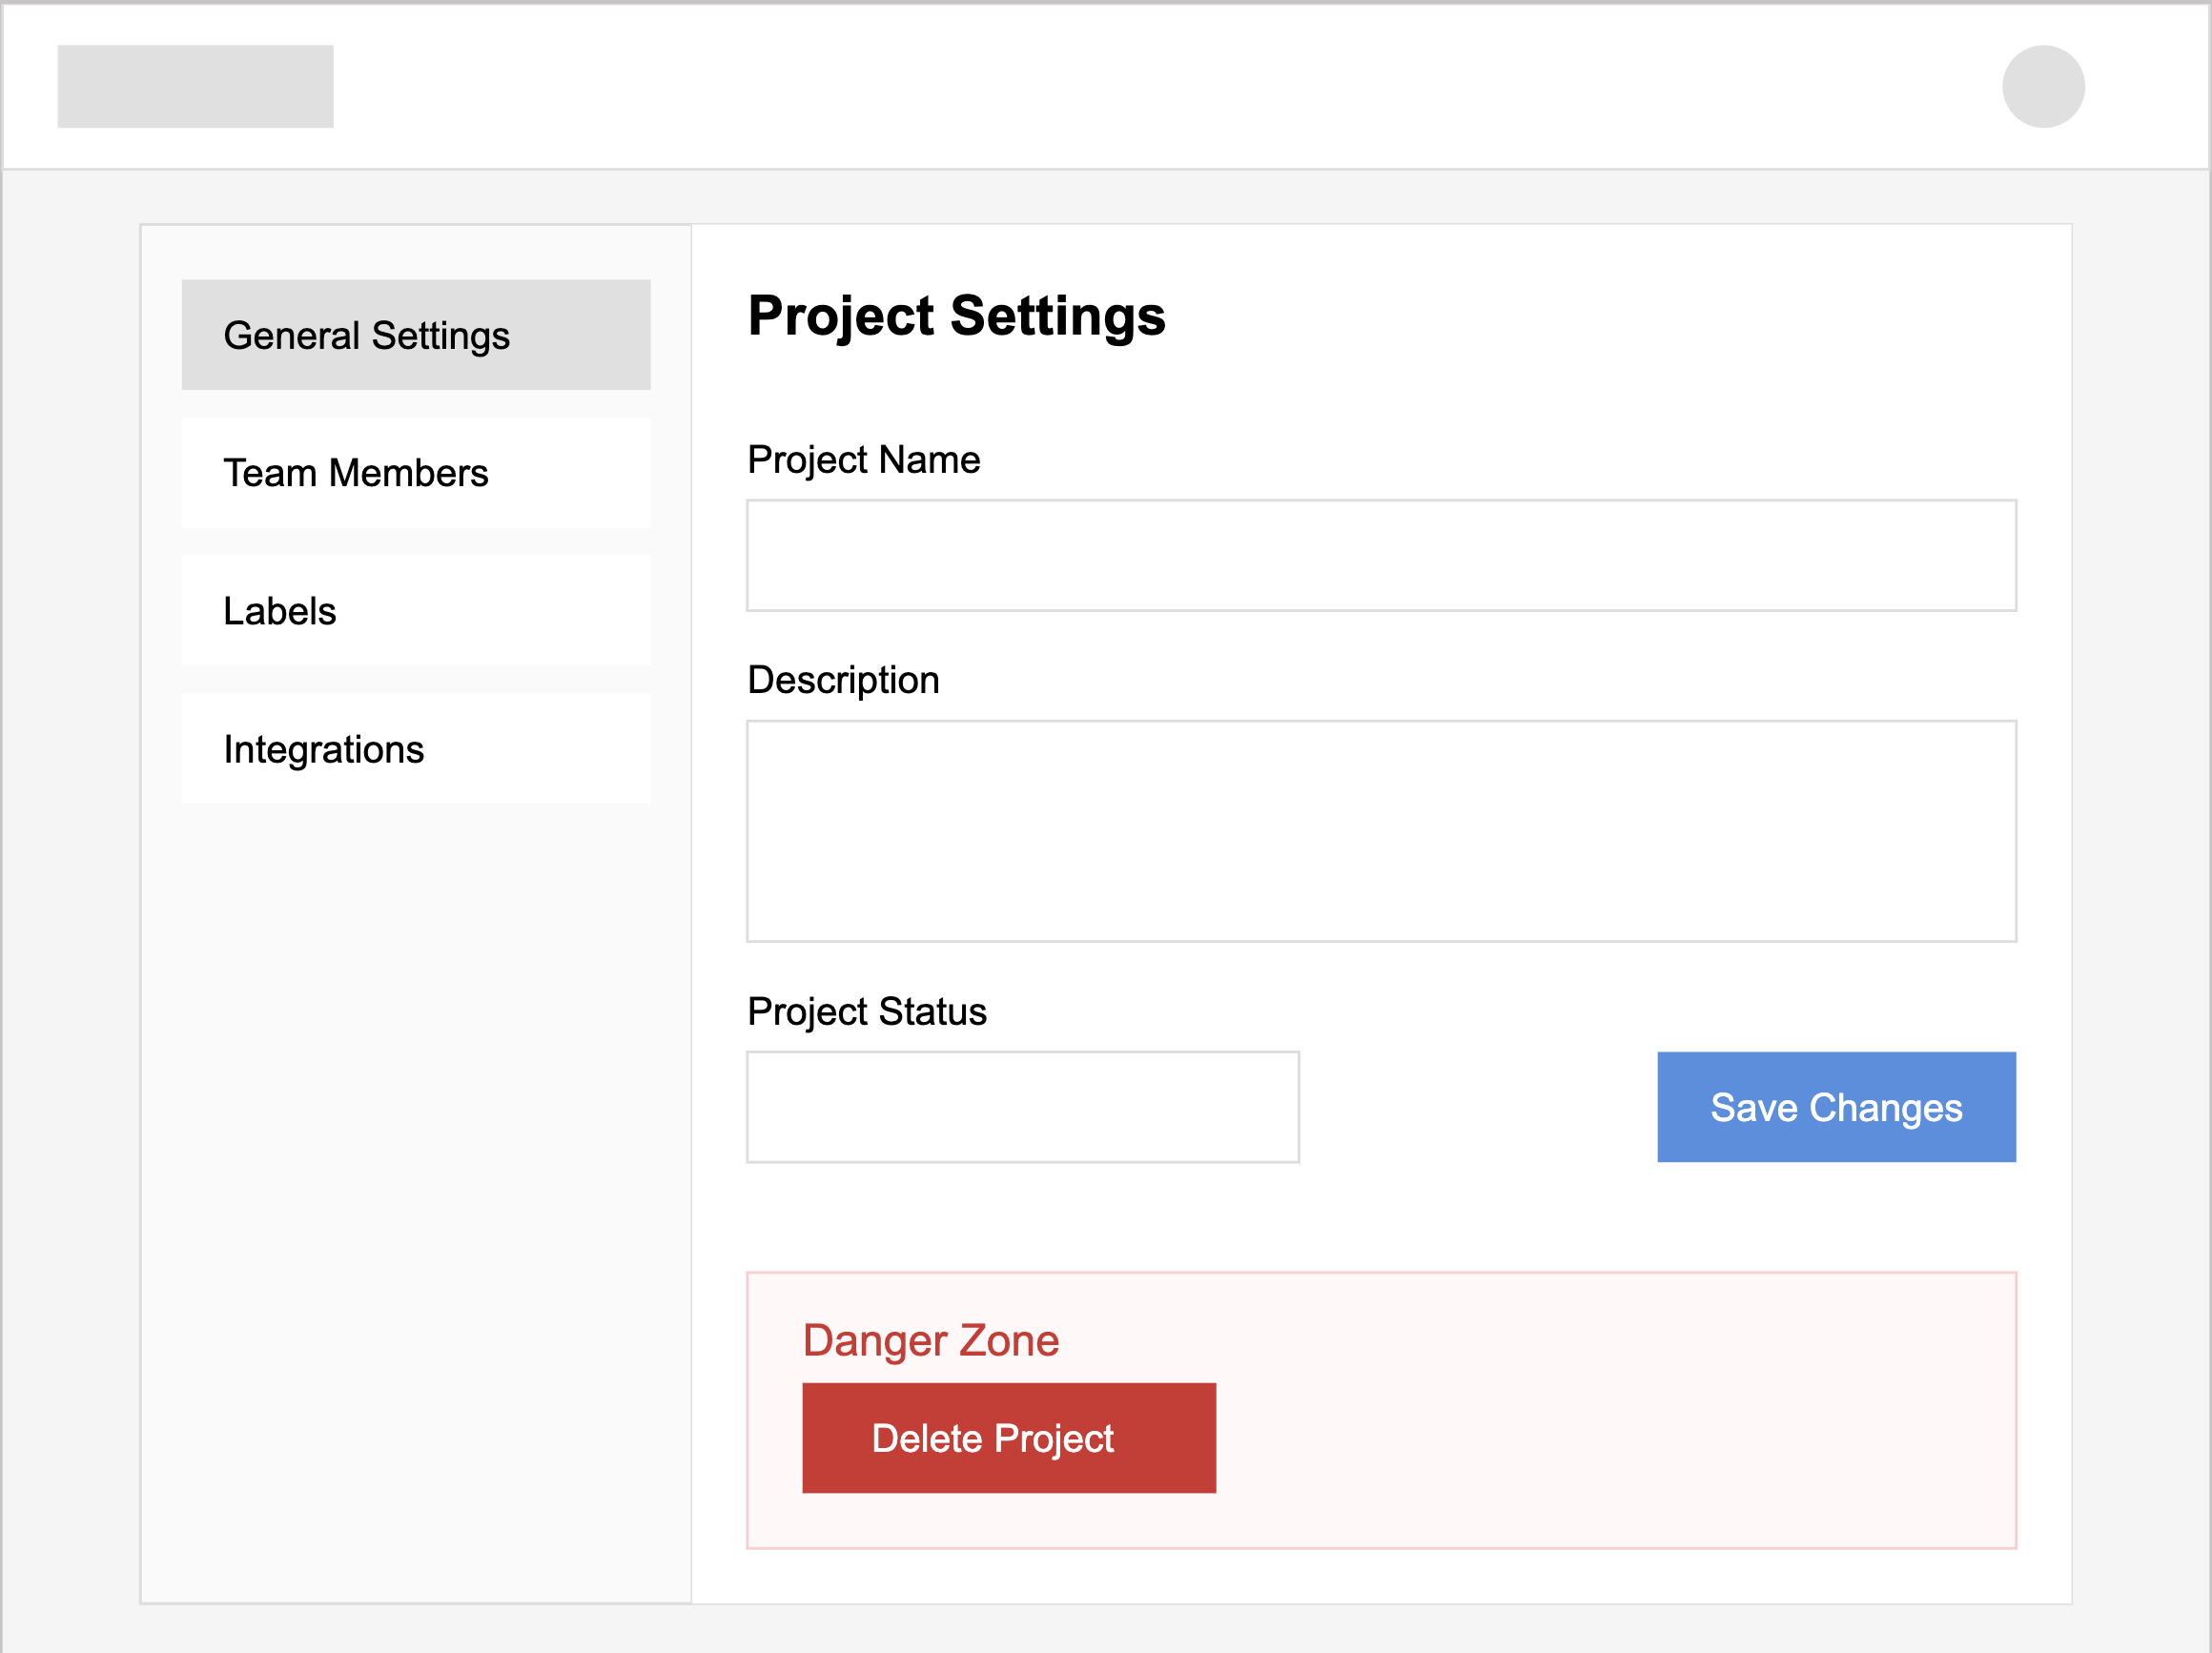 General Settings
Team Members
Labels
Integrations
Project Settings
Project Name
Description
Project Status
Save Changes
Danger Zone
Delete Project